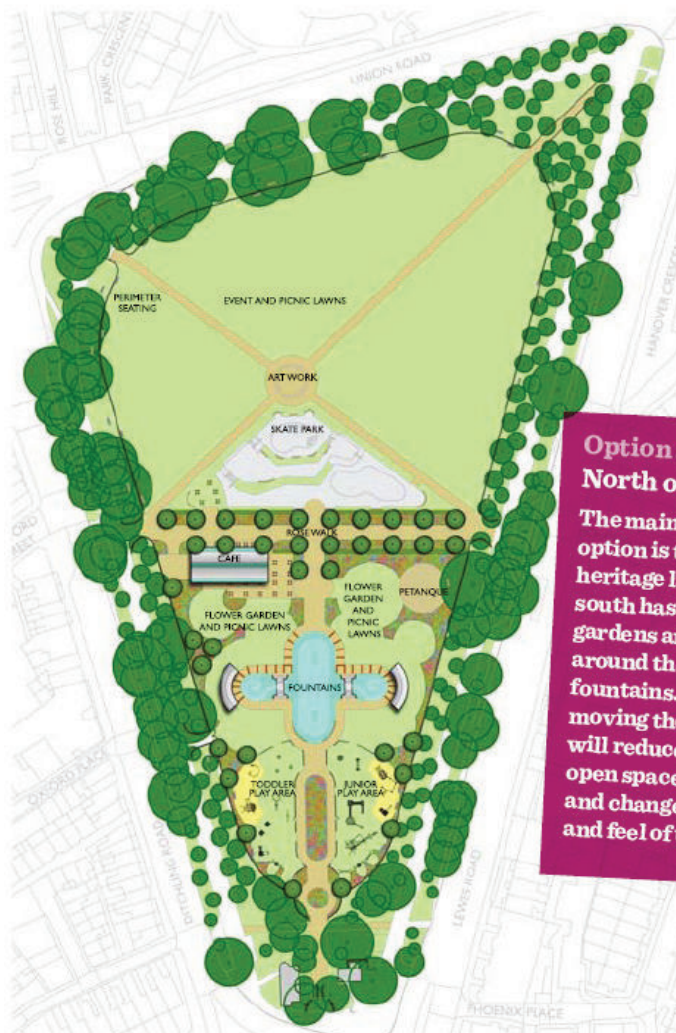 UNION ROAD
PARK CRESCENT
ROSE HILL
HANOVER CRESCENT
PERIMETER
SEATING
EVENT AND PICNIC LAWNS
ART WORK
SKATE PARK
ROSE WALK
CAFE
FLOWER GARDEN
AND PICNIC LAWNS
FLOWER
GARDEN
AND
PICNIC
LAWNS
PETANQUE
FOUNTAINS
TODDLER
PLAY AREA
JUNIOR
PLAY AREA
OXFORD PLACE
DITCHLING ROAD
LEWES ROAD
PHOENIX PLACE
Option
North o
The main
option is t
heritage l
south has
gardens a
around th
fountains.
moving the
will reduc
open space
and change
and feel of